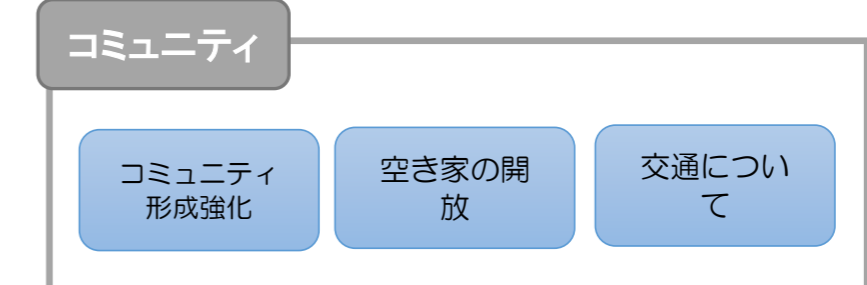 コミュニティ
コミュニティ
形成強化
空き家の開
放
交通につい
て